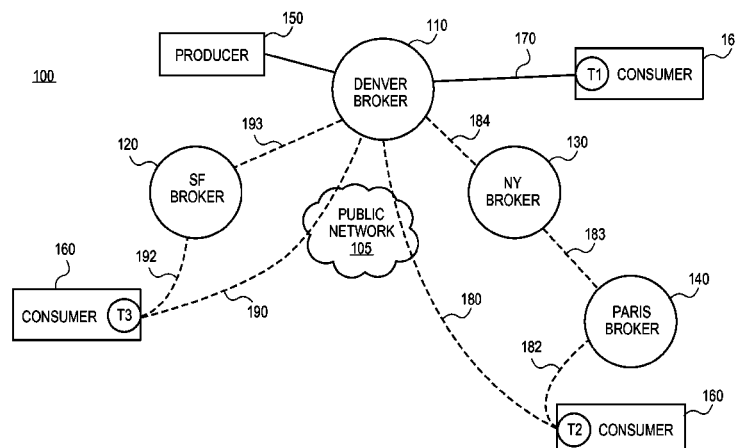 150
PRODUCER
110
DENVER
BROKER
170
16
T1 CONSUMER
100
193
184
120
SF
BROKER
130
NY
BROKER
PUBLIC
NETWORK
105
192
183
160
CONSUMER T3
190
180
140
PARIS
BROKER
182
160
T2 CONSUMER